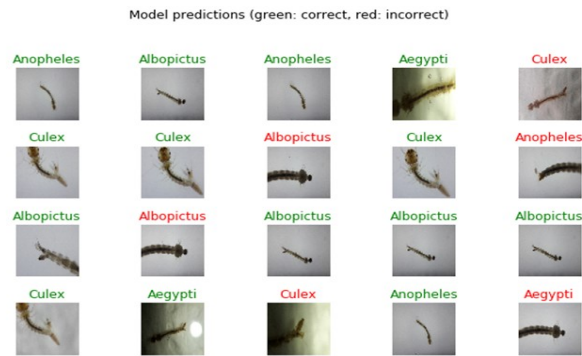 Model predictions (green: correct, red: incorrect)
Anopheles Albopictus Anopheles Aegypti Culex
Culex Culex Albopictus Culex Anopheles
Albopictus Albopictus Albopictus Albopictus Albopictus
Culex Aegypti Culex Anopheles Aegypti